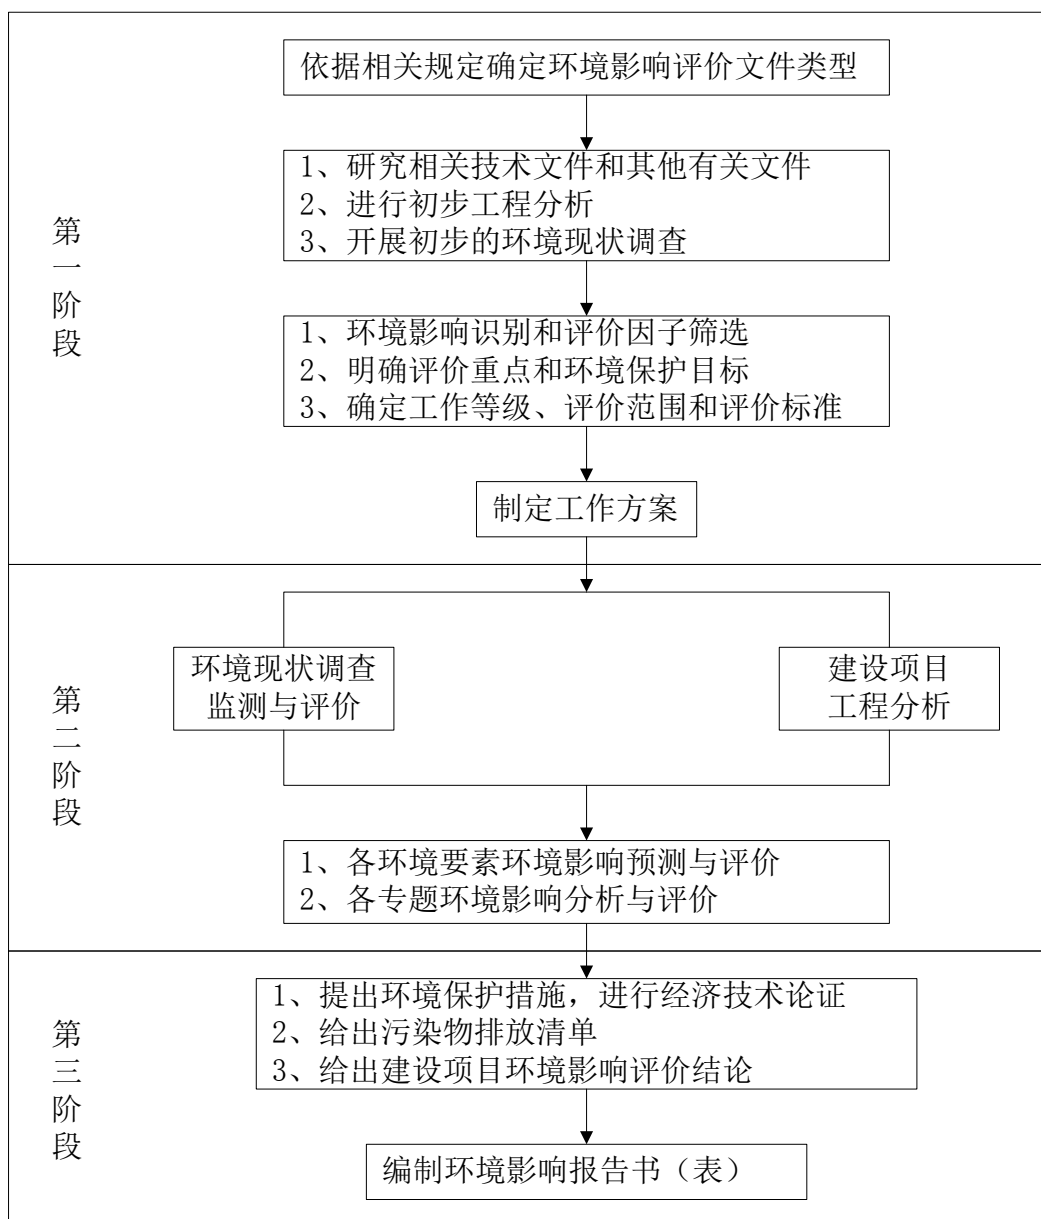 依据相关规定确定环境影响评价文件类型
1、研究相关技术文件和其他有关文件
2、进行初步工程分析
3、开展初步的环境现状调查
第一阶段
1、环境影响识别和评价因子筛选
2、明确评价重点和环境保护目标
3、确定工作等级、评价范围和评价标准
制定工作方案
第二阶段
环境现状调查
监测与评价
建设项目
工程分析
1、各环境要素环境影响预测与评价
2、各专题环境影响分析与评价
第三阶段
1、提出环境保护措施，进行经济技术论证
2、给出污染物排放清单
3、给出建设项目环境影响评价结论
编制环境影响报告书（表）